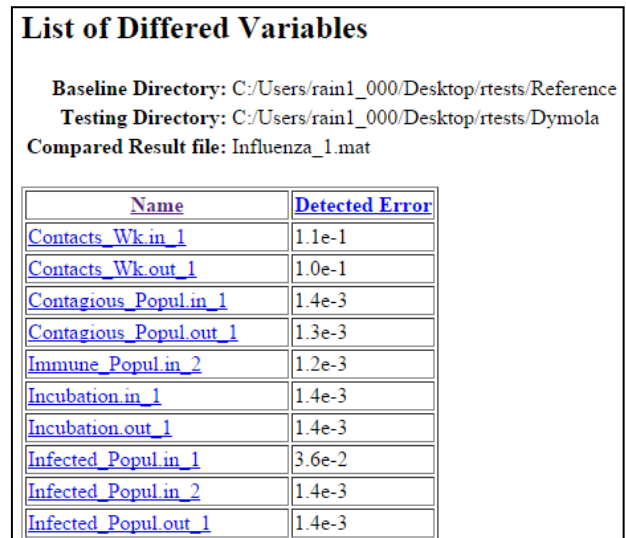 List of Differed Variables
Baseline Directory: C:/Users/rain1_000/Desktop/rtests/Reference
Testing Directory: C:/Users/rain1_000/Desktop/rtests/Dymola
Compared Result file: Influenza_1.mat
Name Detected Error
Contacts_Wk.in_1 1.1e-1
Contacts_Wk.out_1 1.0e-1
Contagious_Popul.in_1 1.4e-3
Contagious_Popul.out_1 1.3e-3
Immune_Popul.in_2 1.2e-3
Incubation.in_1 1.4e-3
Incubation.out_1 1.4e-3
Infected_Popul.in_1 3.6e-2
Infected_Popul.in_2 1.4e-3
Infected_Popul.out_1 1.4e-3